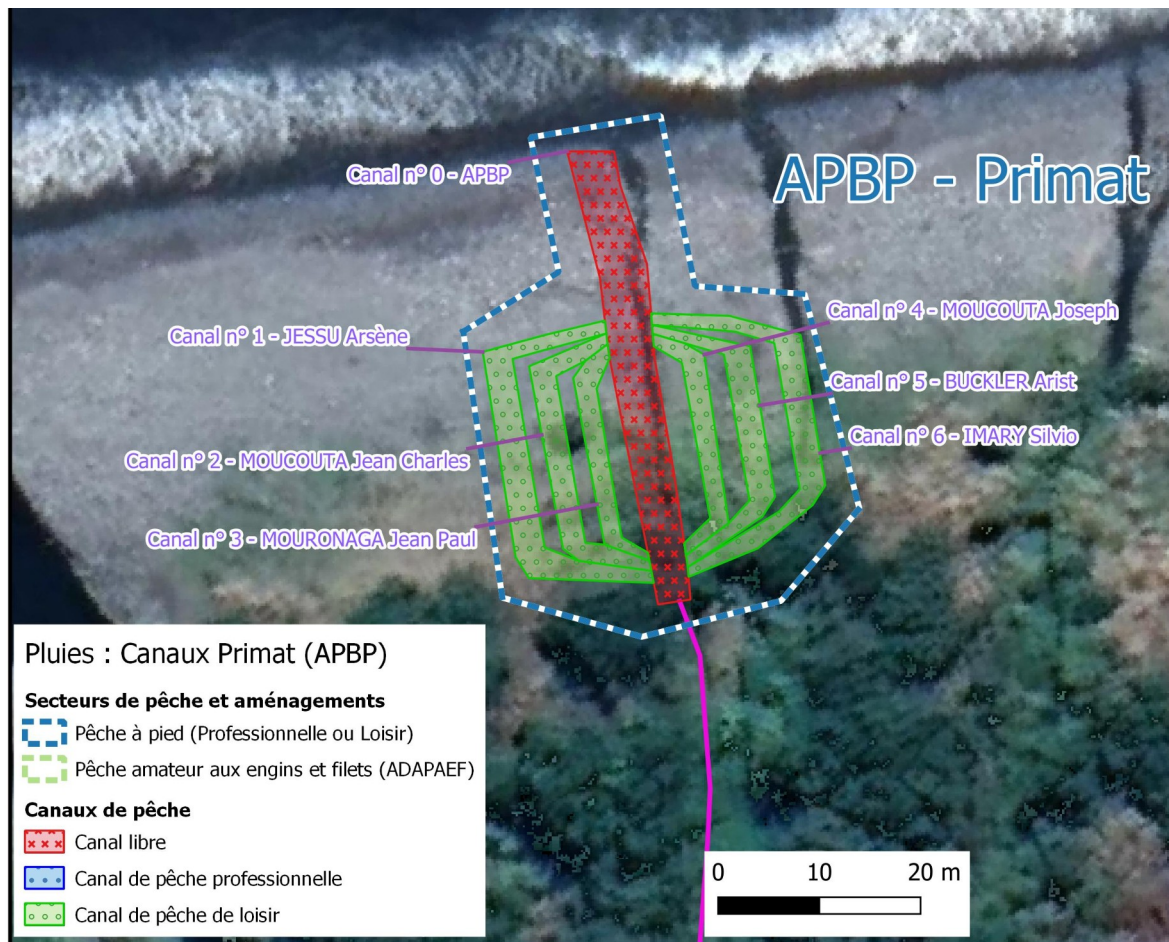 Canal n° 0 - APBP
APBP - Primat
Canal n° 1 - JESSU Arsène
Canal n° 4 - MOUCOUTA Joseph
Canal n° 5 - BUCKLER Arist
Canal n° 2 - MOUCOUTA Jean Charles
Canal n° 6 - IMARY Silvio
Canal n° 3 - MOURONAGA Jean Paul
Pluies : Canaux Primat (APBP)
Secteurs de pêche et aménagements
Pêche à pied (Professionnelle ou Loisir)
Pêche amateur aux engins et filets (ADAPAEF)
Canaux de pêche
Canal libre
Canal de pêche professionnelle
Canal de pêche de loisir
0 10 20 m